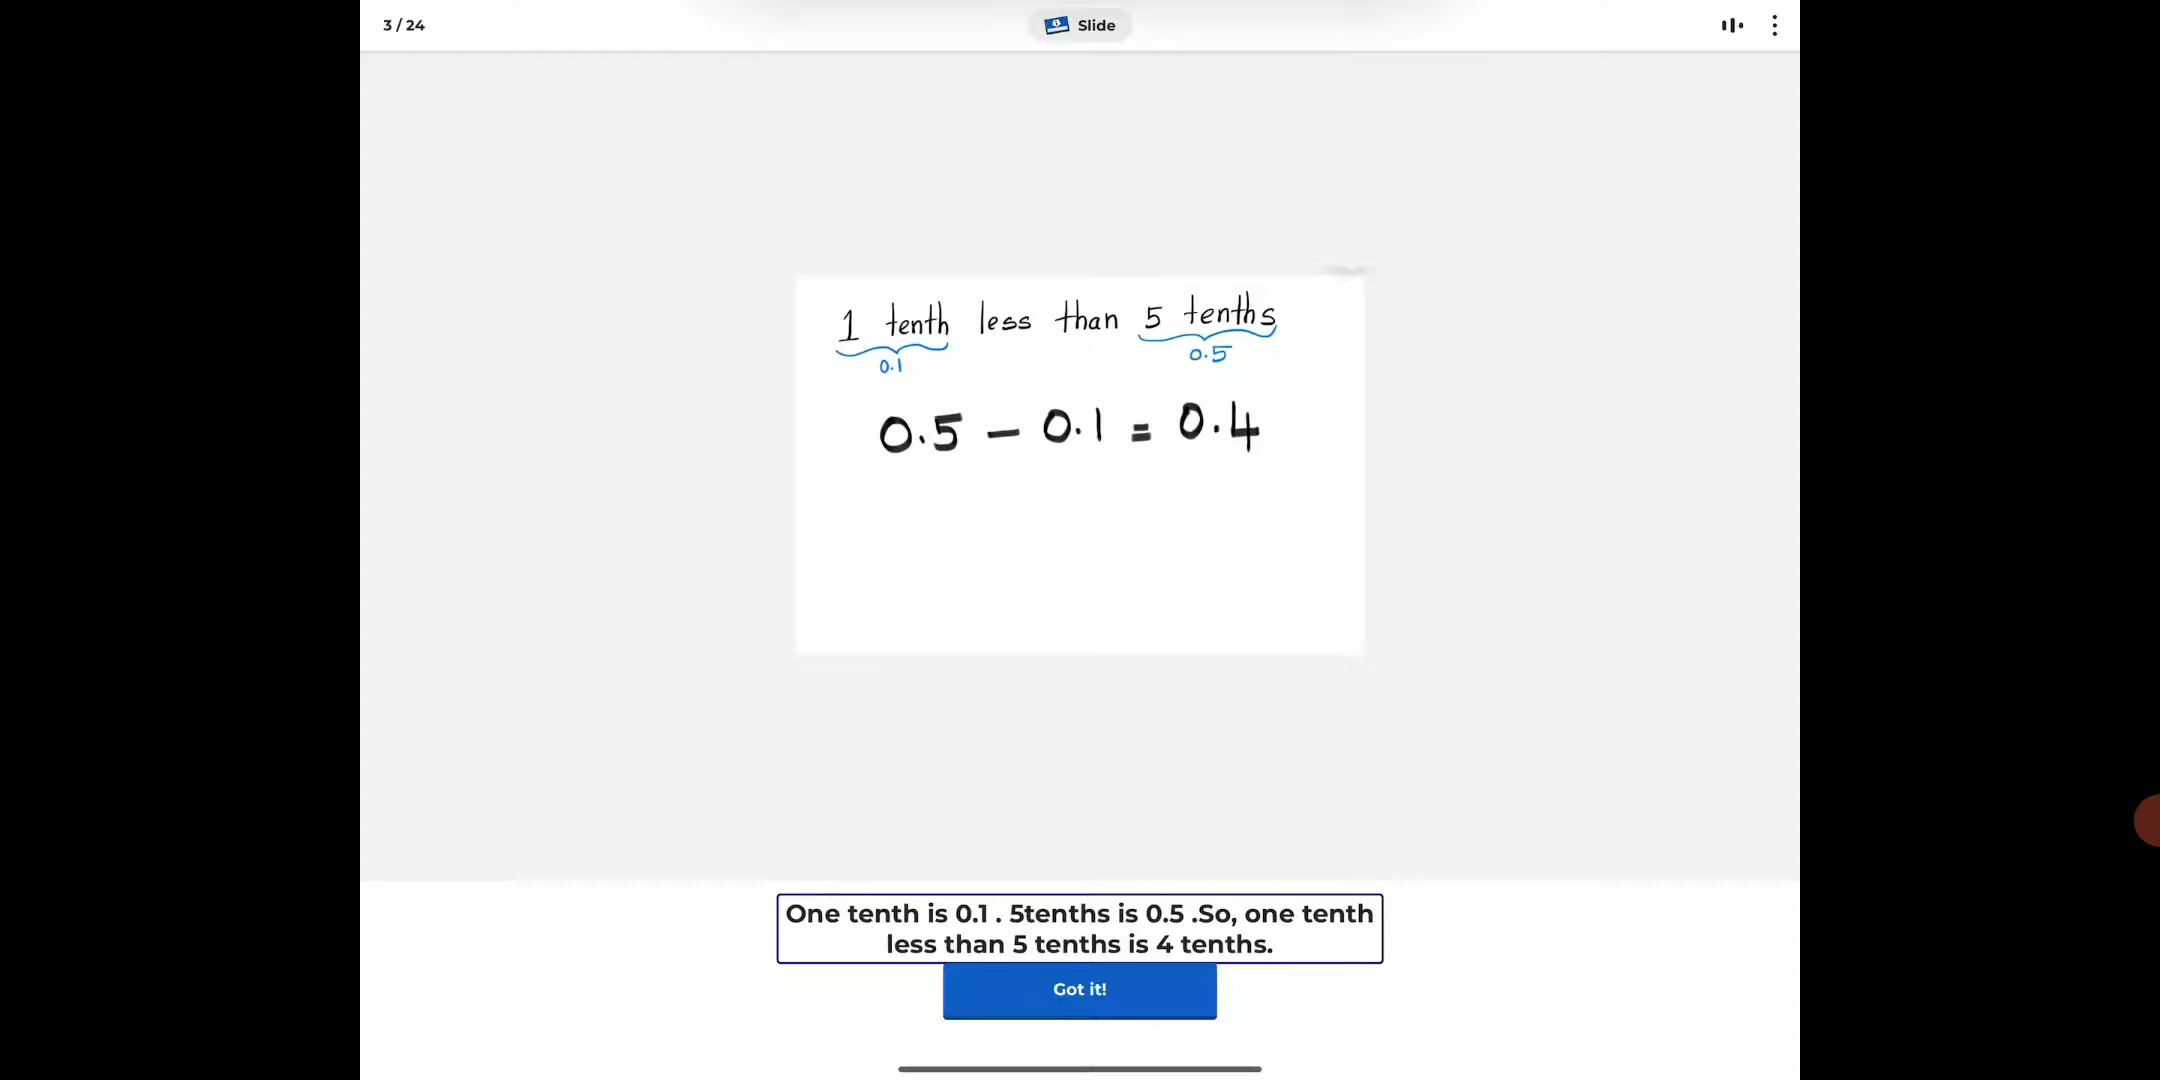 3 / 24
Slide
1 tenth less than 5 tenths
0.1
0.5
0.5 - 0.1 = 0.4
One tenth is 0.1 . 5tenths is 0.5 .So, one tenth
less than 5 tenths is 4 tenths.
Got it!